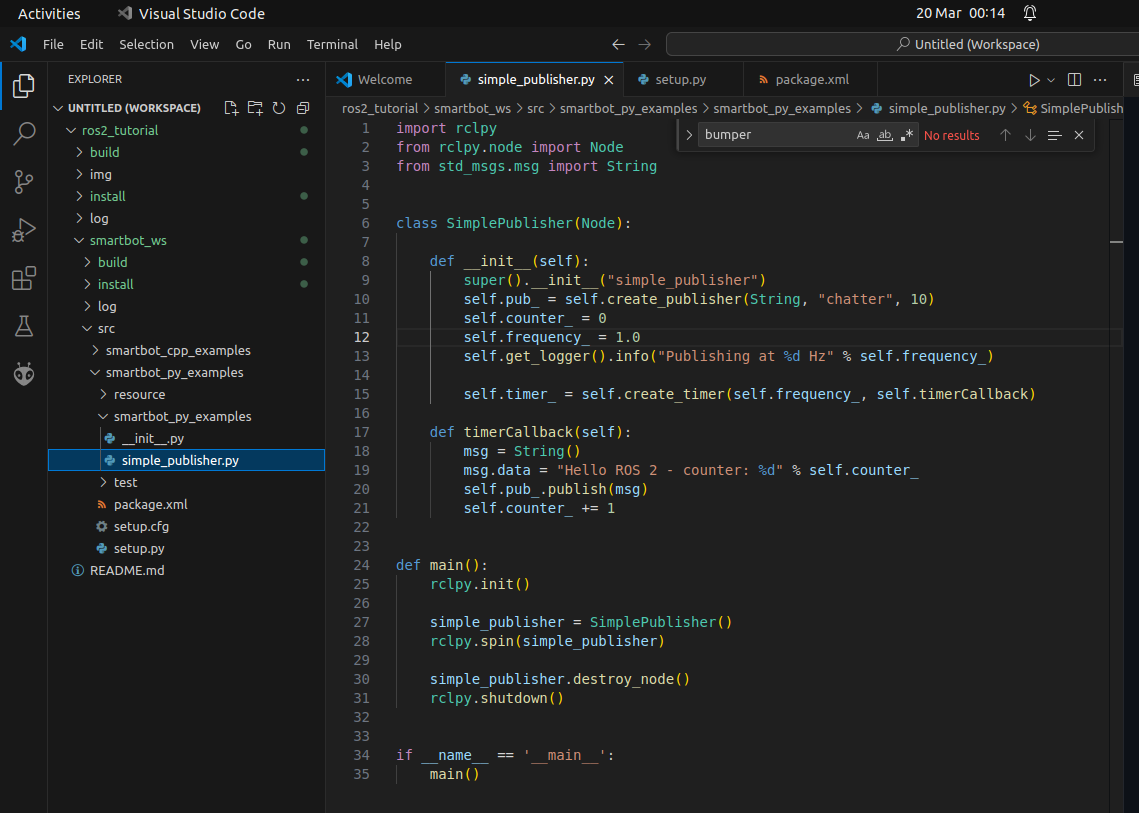 Activities Visual Studio Code 20 Mar 00:14
File Edit Selection View Go Run Terminal Help Untitled (Workspace)
EXPLORER
UNTITLED (WORKSPACE)
ros2_tutorial
build
img
install
log
smartbot_ws
build
install
log
src
smartbot_cpp_examples
smartbot_py_examples
resource
smartbot_py_examples
__init__.py
simple_publisher.py
test
package.xml
setup.cfg
setup.py
README.md
Welcome simple_publisher.py setup.py package.xml
ros2_tutorial > smartbot_ws > src > smartbot_py_examples > smartbot_py_examples > simple_publisher.py > SimplePublish
bumper Aa ab .* No results
1 import rclpy
2 from rclpy.node import Node
3 from std_msgs.msg import String
4
5
6 class SimplePublisher(Node):
7
8     def __init__(self):
9         super().__init__("simple_publisher")
10         self.pub_ = self.create_publisher(String, "chatter", 10)
11         self.counter_ = 0
12         self.frequency_ = 1.0
13         self.get_logger().info("Publishing at %d Hz" % self.frequency_)
14
15         self.timer_ = self.create_timer(self.frequency_, self.timerCallback)
16
17     def timerCallback(self):
18         msg = String()
19         msg.data = "Hello ROS 2 - counter: %d" % self.counter_
20         self.pub_.publish(msg)
21         self.counter_ += 1
22
23
24 def main():
25     rclpy.init()
26
27     simple_publisher = SimplePublisher()
28     rclpy.spin(simple_publisher)
29
30     simple_publisher.destroy_node()
31     rclpy.shutdown()
32
33
34 if __name__ == '__main__':
35     main()